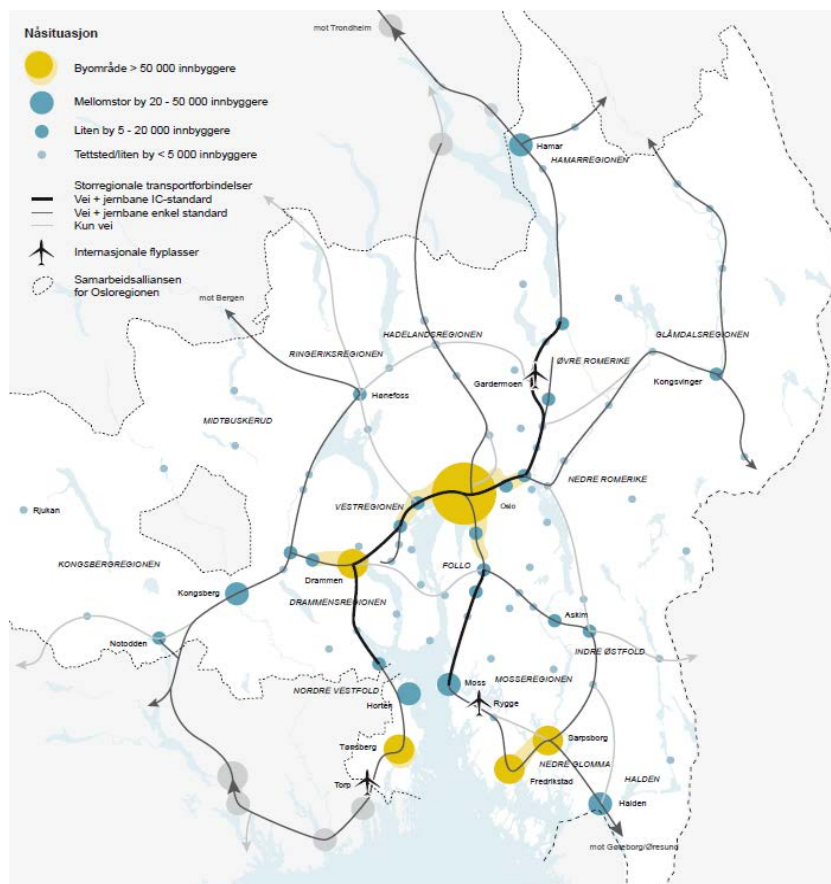 Nåsituasjon
Byområde > 50 000 innbyggere
Mellomstor by 20 - 50 000 innbyggere
Liten by 5 - 20 000 innbyggere
Tettsted/liten by < 5 000 innbyggere
Storregionale transportforbindelser
Vei + jernbane IC-standard
Vei + jernbane enkel standard
Kun vei
Internasjonale flyplasser
Samarbeidsalliansen
for Osloregionen
mot Trondheim
Hamar
HAMARREGIONEN
mot Bergen
HADELANDSREGIONEN
GLÅMDALSREGIONEN
RINGERIKSREGIONEN
ØVRE ROMERIKE
Gardermoen
Kongsvinger
Hønefoss
MIDTBUSKERUD
NEDRE ROMERIKE
Oslo
VESTREGIONEN
Rjukan
KONGSBERGREGIONEN
FOLLO
Drammen
Kongsberg
DRAMMENSREGIONEN
Askim
Notodden
INDRE ØSTFOLD
MOSSEREGIONEN
Moss
NORDRE VESTFOLD
Horten
Rygge
Sarpsborg
Tønsberg
NEDRE GLOMMA
Fredrikstad
HALDEN
Torp
Halden
mot Gøteborg/Øresund